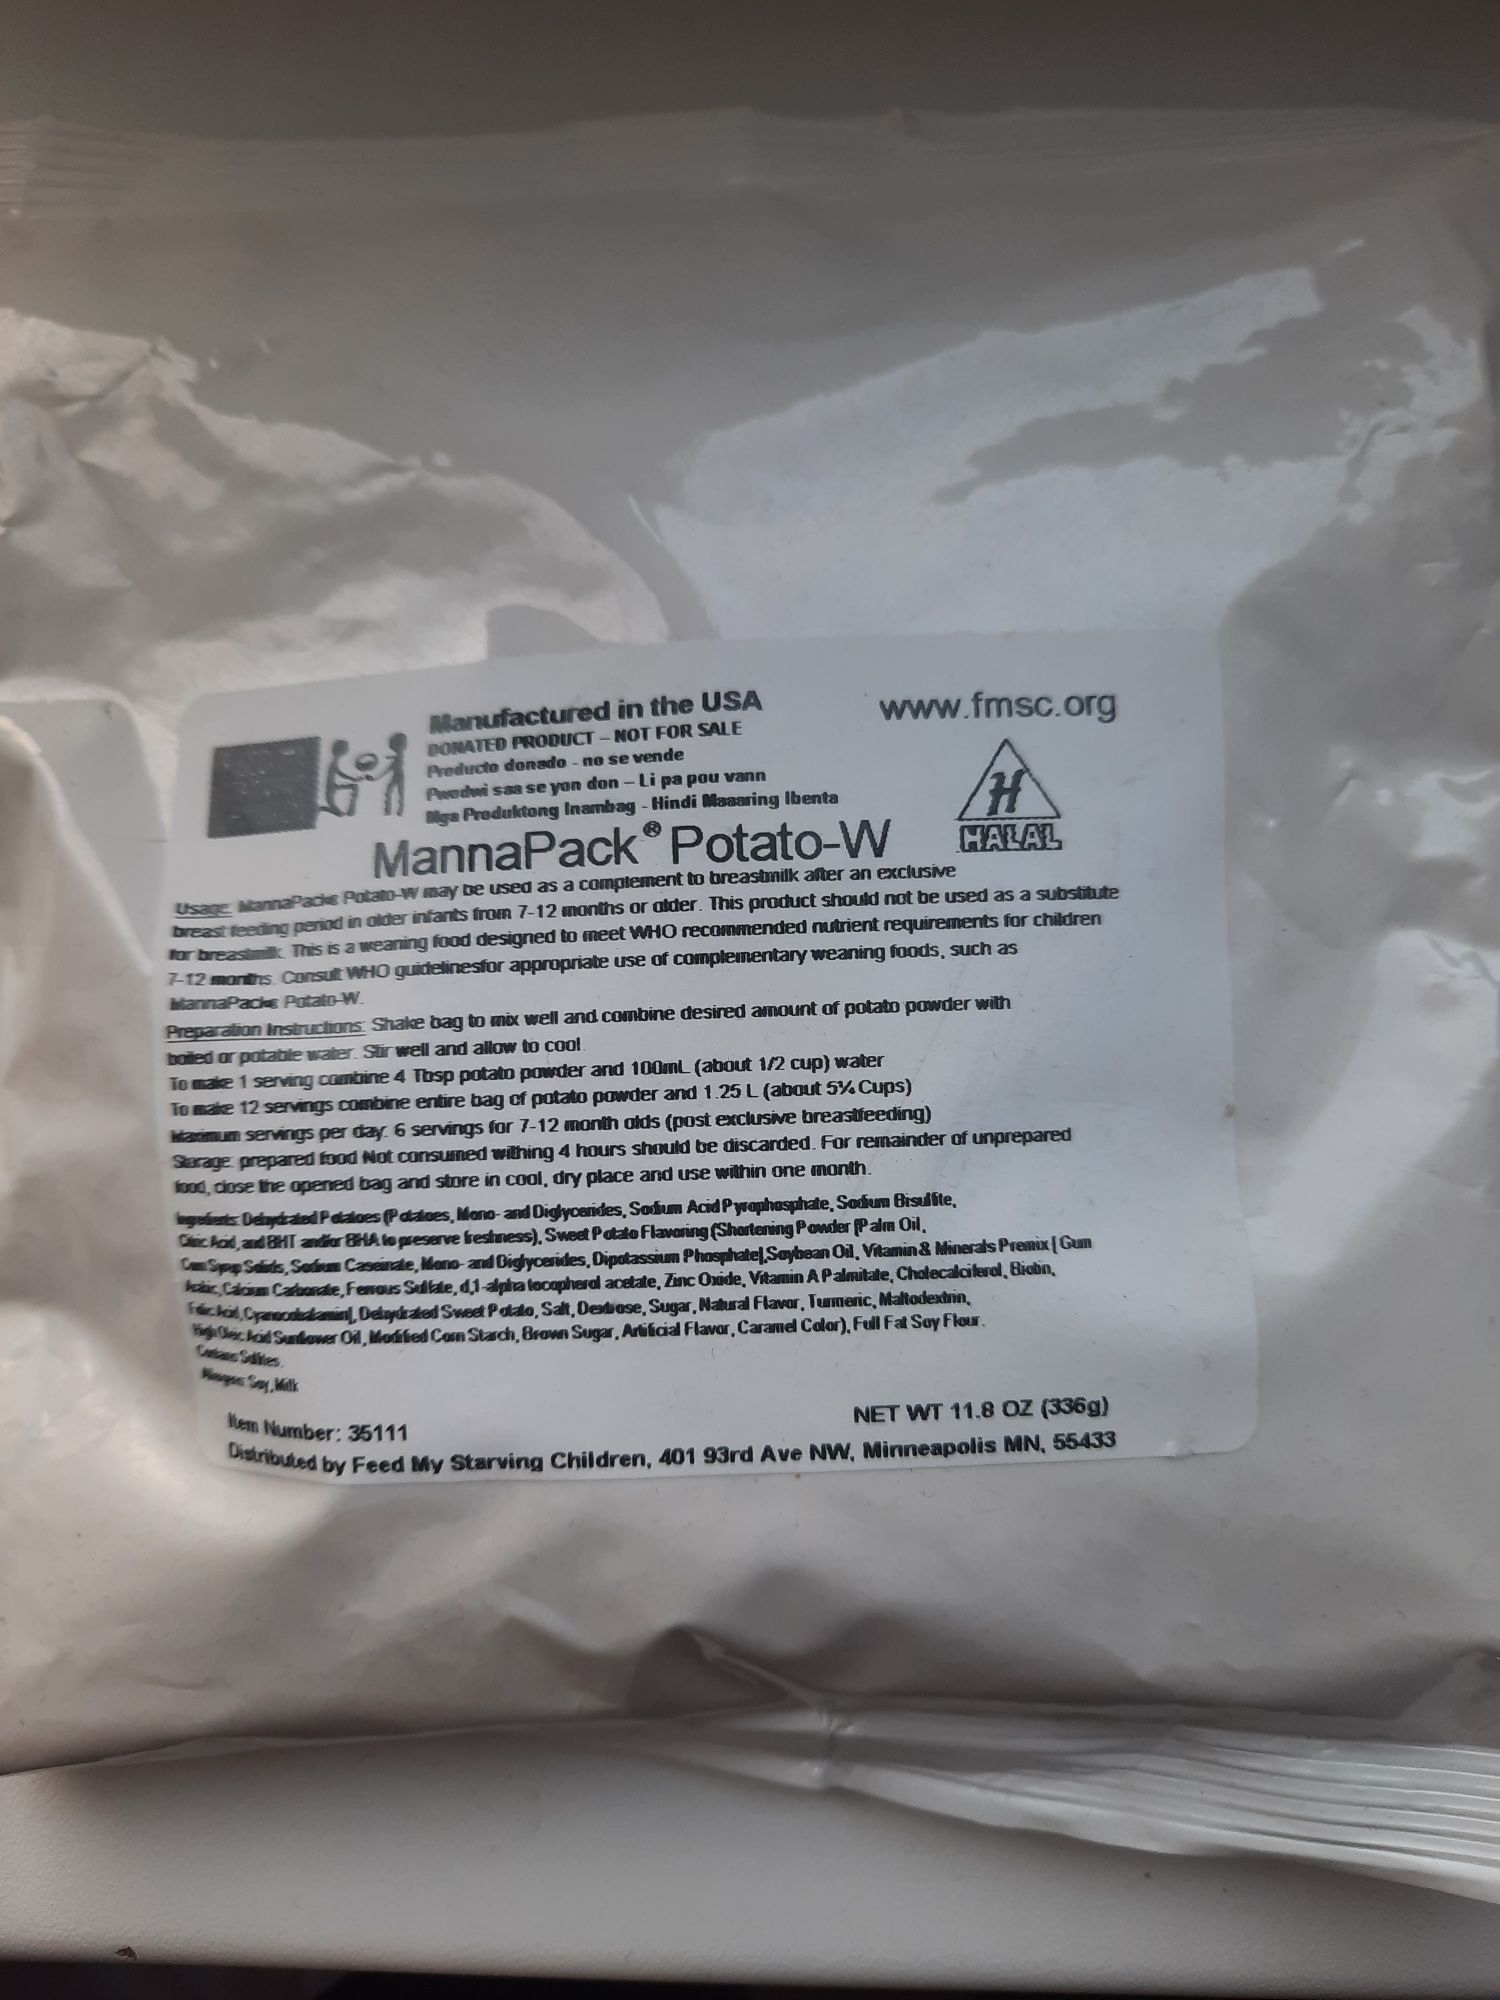 Manufactured in the USA
www.fmsc.org
DONATED PRODUCT – NOT FOR SALE
Producto donado - no se vende
Pwodwi saa se yon don – Li pa pou vann
Mga Produktong Inambag - Hindi Maaaring Ibenta
H
HALAL
MannaPack® Potato-W
Usage: MannaPack® Potato-W may be used as a complement to breastmilk after an exclusive
breast feeding period in older infants from 7-12 months or older. This product should not be used as a substitute
for breastmilk. This is a weaning food designed to meet WHO recommended nutrient requirements for children
7-12 months. Consult WHO guidelinesfor appropriate use of complementary weaning foods, such as
MannaPack® Potato-W.
Preparation Instructions: Shake bag to mix well and combine desired amount of potato powder with
boiled or potable water. Stir well and allow to cool.
To make 1 serving combine 4 Tbsp potato powder and 100mL (about 1/2 cup) water
To make 12 servings combine entire bag of potato powder and 1.25 L (about 5¼ Cups)
Maximum servings per day: 6 servings for 7-12 month olds (post exclusive breastfeeding)
Storage: prepared food Not consumed withing 4 hours should be discarded. For remainder of unprepared
food, close the opened bag and store in cool, dry place and use within one month.
Ingredients: Dehydrated Potatoes (Potatoes, Mono- and Diglycerides, Sodium Acid Pyrophosphate, Sodium Bisulfite,
Citric Acid, and BHT and/or BHA to preserve freshness), Sweet Potato Flavoring (Shortening Powder [Palm Oil,
Corn Syrup Solids, Sodium Caseinate, Mono- and Diglycerides, Dipotassium Phosphate], Soybean Oil, Vitamin & Minerals Premix [Gum
Arabic, Calcium Carbonate, Ferrous Sulfate, d,1-alpha tocopherol acetate, Zinc Oxide, Vitamin A Palmitate, Cholecalciferol, Biotin,
Folic Acid, Cyanocobalamin], Dehydrated Sweet Potato, Salt, Dextrose, Sugar, Natural Flavor, Turmeric, Maltodextrin,
High Oleic Acid Sunflower Oil, Modified Corn Starch, Brown Sugar, Artificial Flavor, Caramel Color), Full Fat Soy Flour.
Contains Sulfites.
Allergens: Soy, Milk
Item Number: 35111
NET WT 11.8 OZ (336g)
Distributed by Feed My Starving Children, 401 93rd Ave NW, Minneapolis MN, 55433